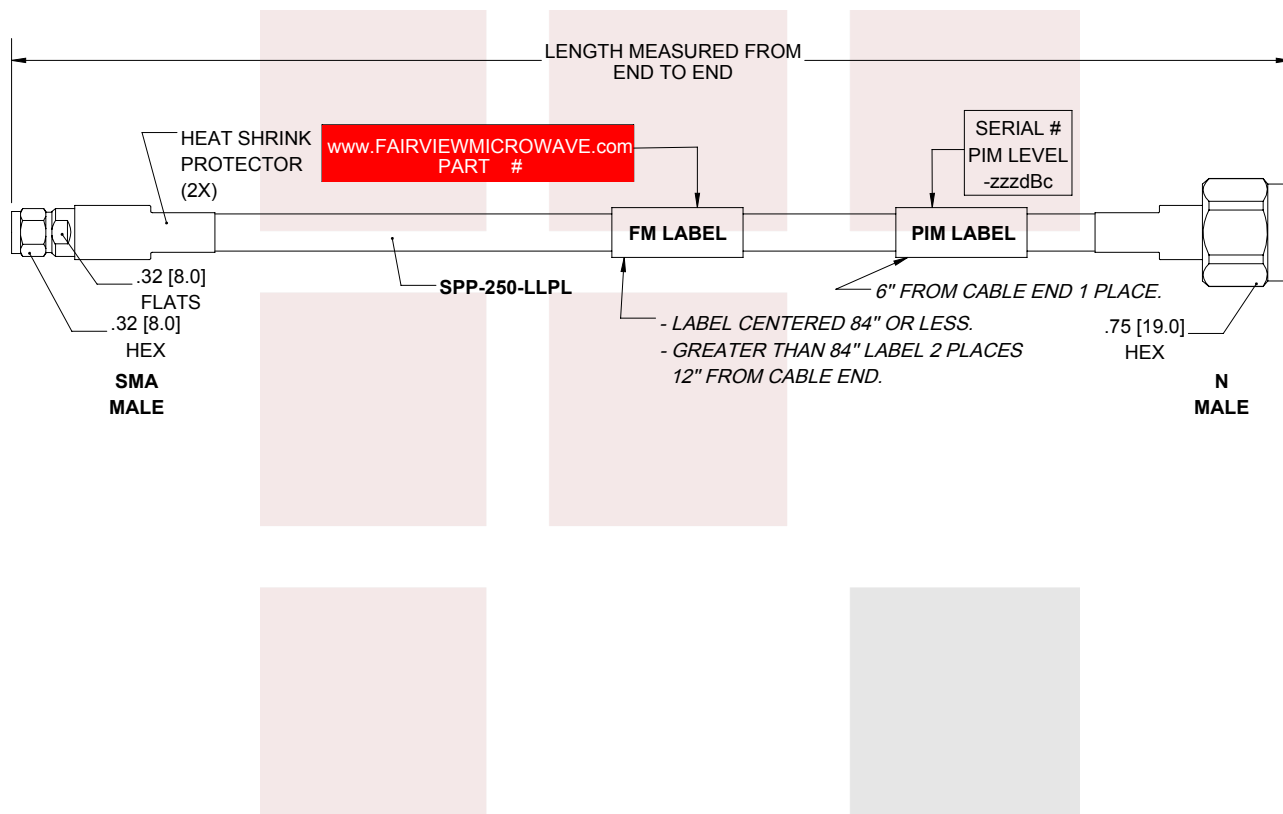 LENGTH MEASURED FROM
END TO END
HEAT SHRINK
PROTECTOR
(2X)
www.FAIRVIEWMICROWAVE.com
PART #
SERIAL #
PIM LEVEL
-zzzdBc
FM LABEL
PIM LABEL
.32 [8.0]
FLATS
.32 [8.0]
HEX
SMA
MALE
SPP-250-LLPL
6" FROM CABLE END 1 PLACE.
- LABEL CENTERED 84" OR LESS.
- GREATER THAN 84" LABEL 2 PLACES
12" FROM CABLE END.
.75 [19.0]
HEX
N
MALE